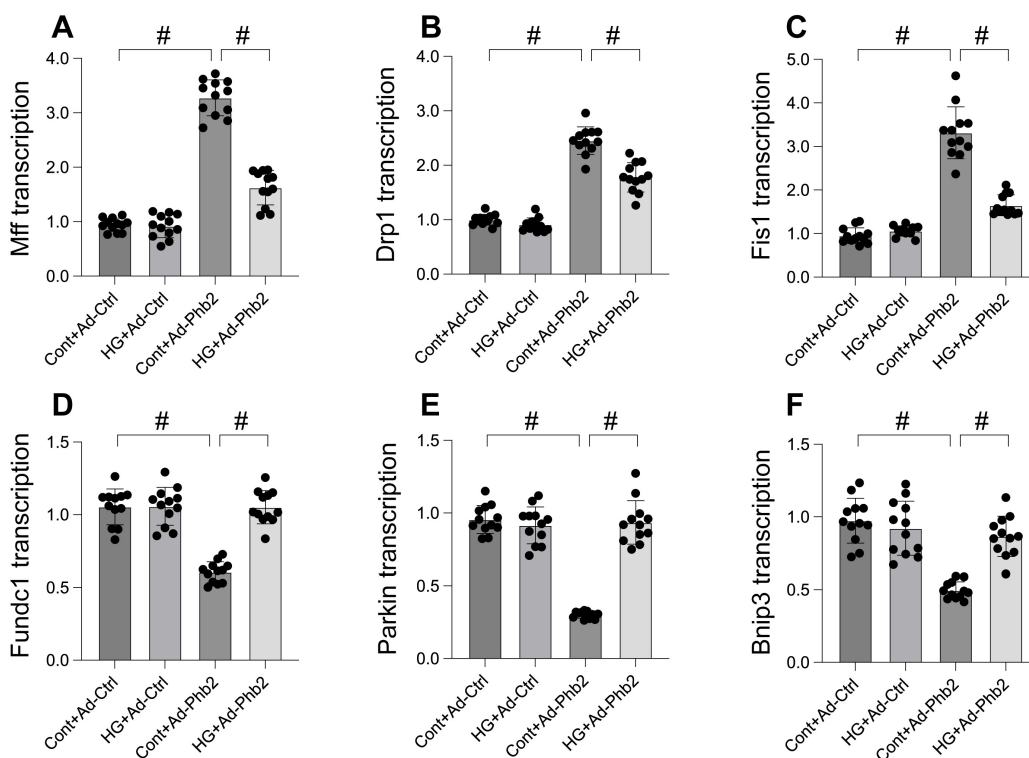 A
# #
Mff transcription
4.0
3.0
2.0
1.0
0.0
Cont+Ad-Ctrl
HG+Ad-Ctrl
Cont+Ad-Phb2
HG+Ad-Phb2
B
# #
Drp1 transcription
4.0
3.0
2.0
1.0
0.0
Cont+Ad-Ctrl
HG+Ad-Ctrl
Cont+Ad-Phb2
HG+Ad-Phb2
C
# #
Fis1 transcription
5.0
4.0
3.0
2.0
1.0
0.0
Cont+Ad-Ctrl
HG+Ad-Ctrl
Cont+Ad-Phb2
HG+Ad-Phb2
D
# #
Fundc1 transcription
1.5
1.0
0.5
0.0
Cont+Ad-Ctrl
HG+Ad-Ctrl
Cont+Ad-Phb2
HG+Ad-Phb2
E
# #
Parkin transcription
1.5
1.0
0.5
0.0
Cont+Ad-Ctrl
HG+Ad-Ctrl
Cont+Ad-Phb2
HG+Ad-Phb2
F
# #
Bnip3 transcription
1.5
1.0
0.5
0.0
Cont+Ad-Ctrl
HG+Ad-Ctrl
Cont+Ad-Phb2
HG+Ad-Phb2